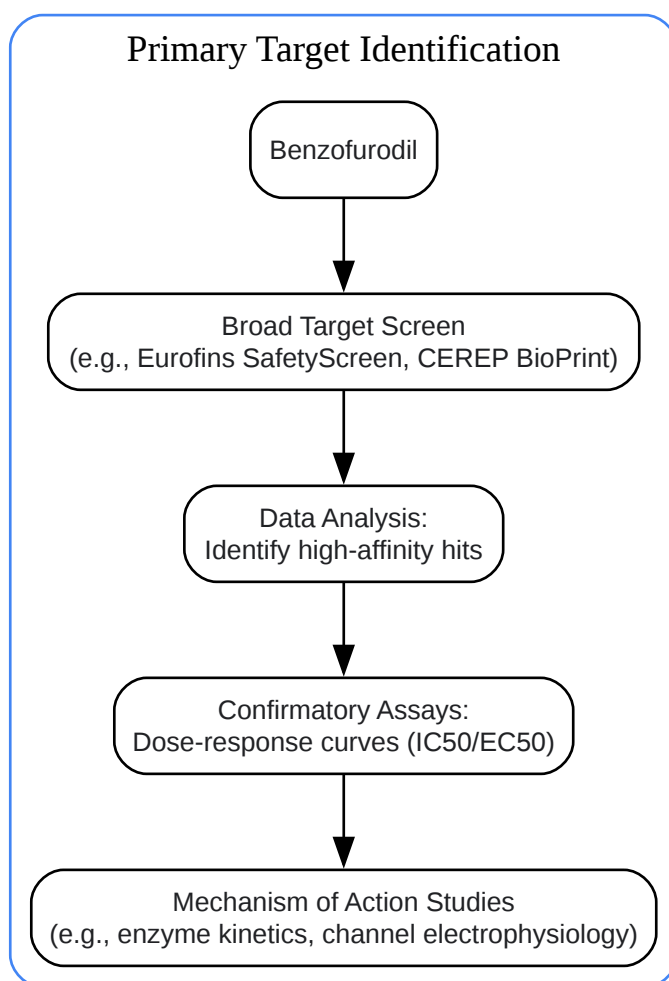 Primary Target Identification
Benzofurodil
Broad Target Screen
(e.g., Eurofins SafetyScreen, CEREP BioPrint)
Data Analysis:
Identify high-affinity hits
Confirmatory Assays:
Dose-response curves (IC50/EC50)
Mechanism of Action Studies
(e.g., enzyme kinetics, channel electrophysiology)